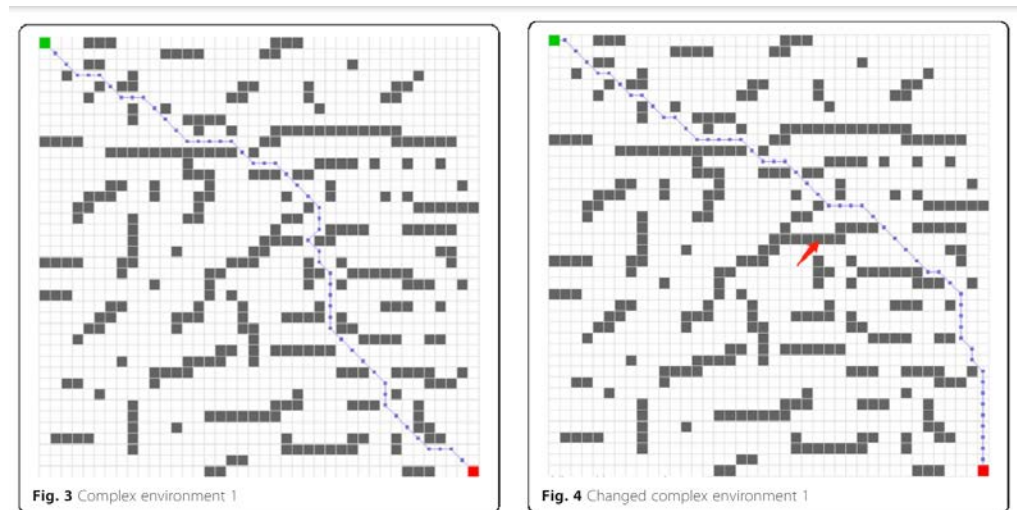 Fig. 3 Complex environment 1
Fig. 4 Changed complex environment 1